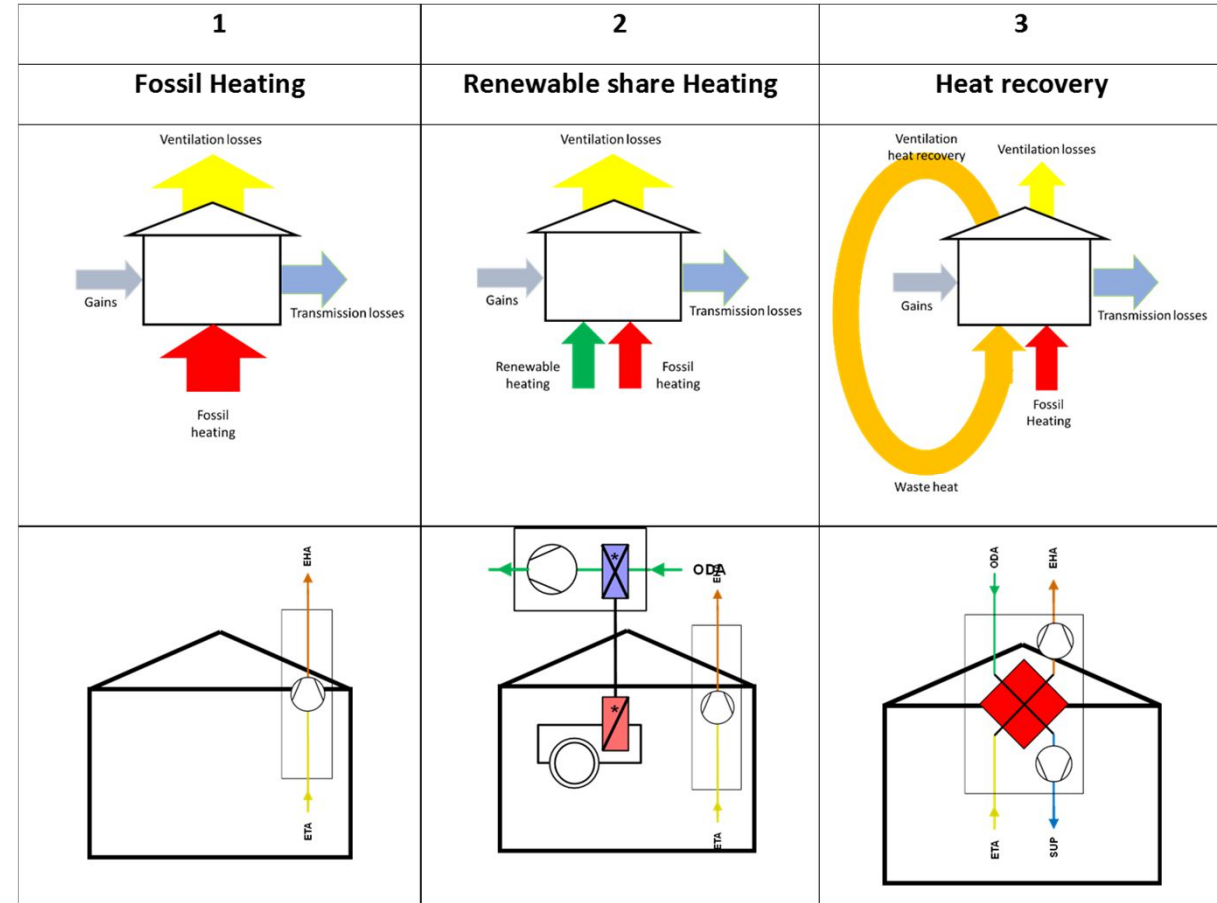 1
2
3
Fossil Heating
Renewable share Heating
Heat recovery
Ventilation losses
Gains
Transmission losses
Fossil
heating
Ventilation losses
Gains
Transmission losses
Renewable
heating
Fossil
heating
Ventilation
heat recovery
Ventilation losses
Gains
Transmission losses
Fossil
Heating
Waste heat
EHA
ETA
ODA
EHA
*
*
ETA
ODA
EHA
ETA
SUP